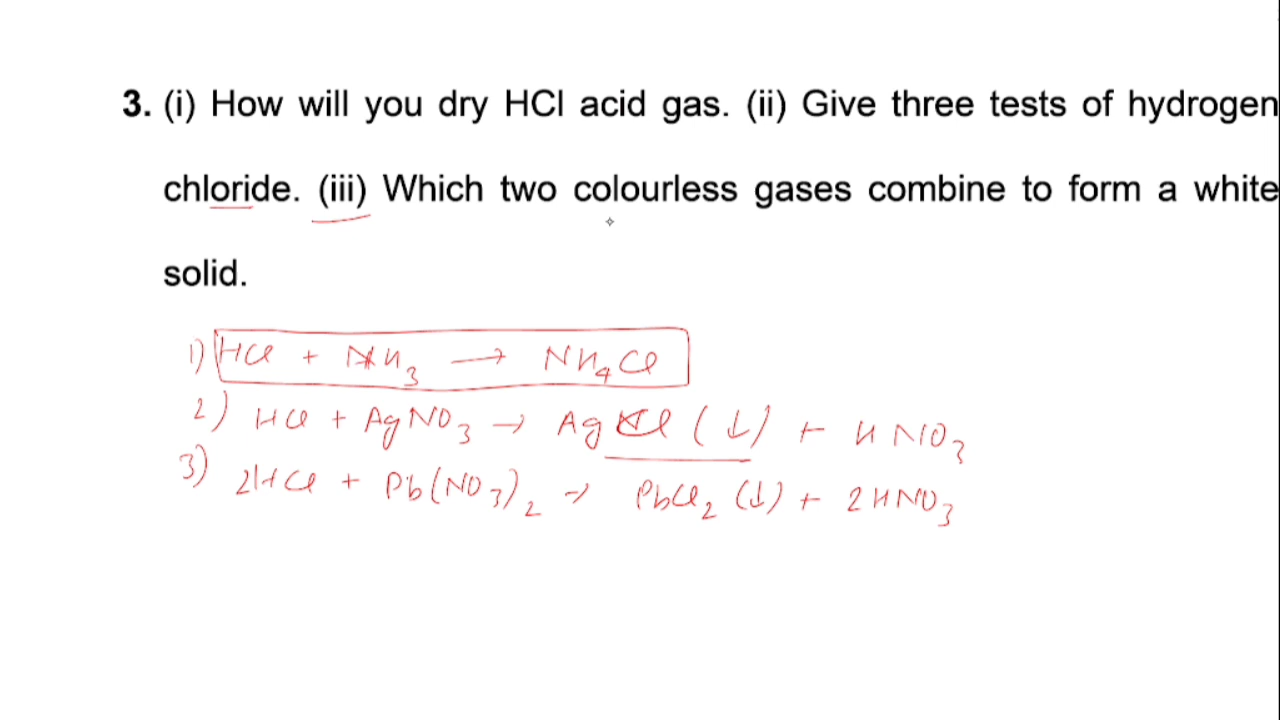 3. (i) How will you dry HCl acid gas. (ii) Give three tests of hydrogen
chloride. (iii) Which two colourless gases combine to form a white
solid.
1) HCl + NH3 → NH4Cl
2) HCl + AgNO3 → AgCl (↓) + HNO3
3) 2HCl + Pb(NO3)2 → PbCl2 (↓) + 2HNO3